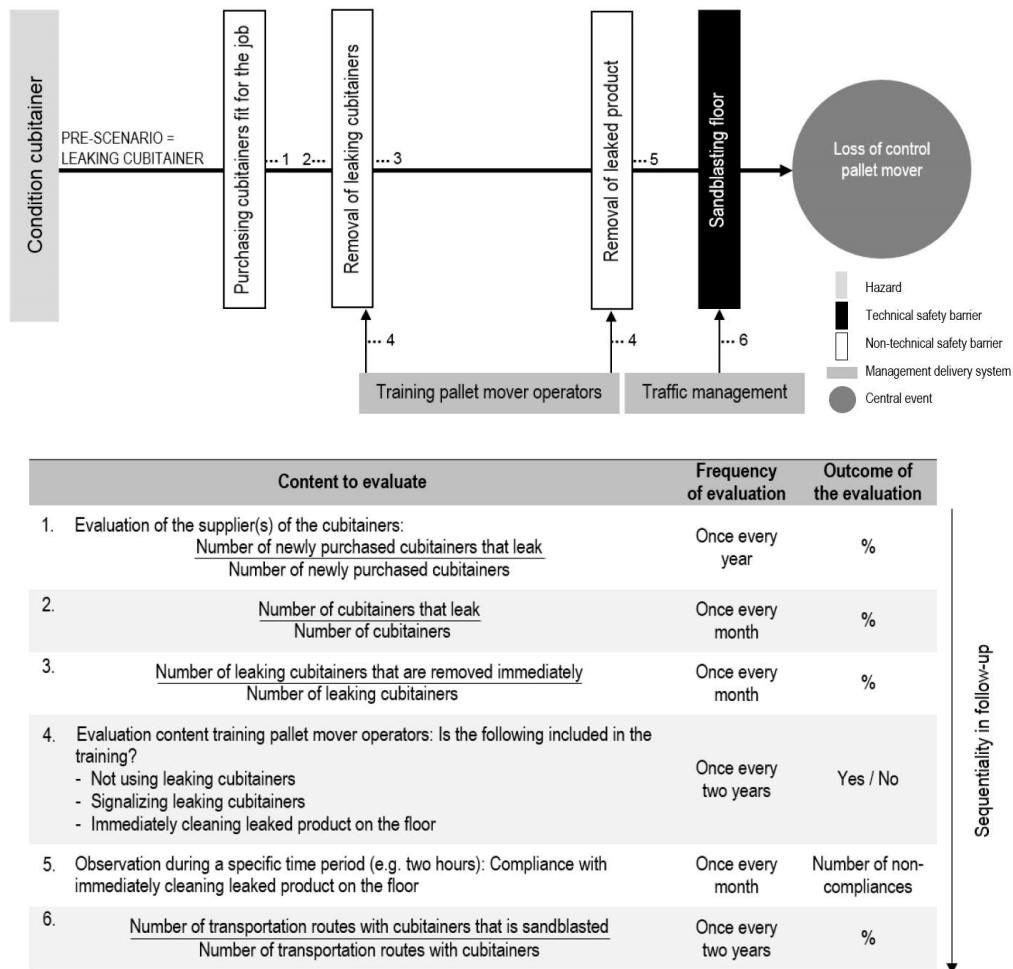 Condition cubitainer
PRE-SCENARIO =
LEAKING CUBITAINER
Purchasing cubitainers fit for the job
··· 1
2···
Removal of leaking cubitainers
··· 3
Removal of leaked product
··· 5
Sandblasting floor
Loss of control
pallet mover
··· 4
··· 4
··· 6
Training pallet mover operators
Traffic management
Hazard
Technical safety barrier
Non-technical safety barrier
Management delivery system
Central event
Content to evaluate
Frequency
of evaluation
Outcome of
the evaluation
1. Evaluation of the supplier(s) of the cubitainers:
Number of newly purchased cubitainers that leak
Number of newly purchased cubitainers
Once every
year
%
2.
Number of cubitainers that leak
Number of cubitainers
Once every
month
%
3.
Number of leaking cubitainers that are removed immediately
Number of leaking cubitainers
Once every
month
%
4. Evaluation content training pallet mover operators: Is the following included in the
training?
- Not using leaking cubitainers
- Signalizing leaking cubitainers
- Immediately cleaning leaked product on the floor
Once every
two years
Yes / No
5. Observation during a specific time period (e.g. two hours): Compliance with
immediately cleaning leaked product on the floor
Once every
month
Number of non-
compliances
6.
Number of transportation routes with cubitainers that is sandblasted
Number of transportation routes with cubitainers
Once every
two years
%
Sequentiality in follow-up